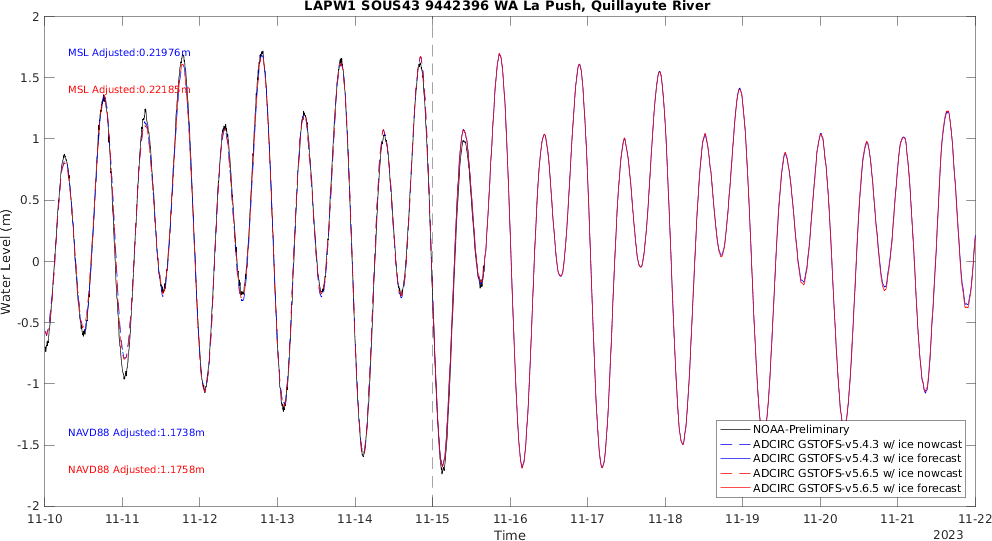 LAPW1 SOUS43 9442396 WA La Push, Quillayute River
2
1.5
1
0.5
0
-0.5
-1
-1.5
-2
Water Level (m)
MSL Adjusted:0.21976m
MSL Adjusted:0.22185m
NAVD88 Adjusted:1.1738m
NAVD88 Adjusted:1.1758m
NOAA-Preliminary
ADCIRC GSTOFS-v5.4.3 w/ ice nowcast
ADCIRC GSTOFS-v5.4.3 w/ ice forecast
ADCIRC GSTOFS-v5.6.5 w/ ice nowcast
ADCIRC GSTOFS-v5.6.5 w/ ice forecast
11-10 11-11 11-12 11-13 11-14 11-15 11-16 11-17 11-18 11-19 11-20 11-21 11-22
Time
2023